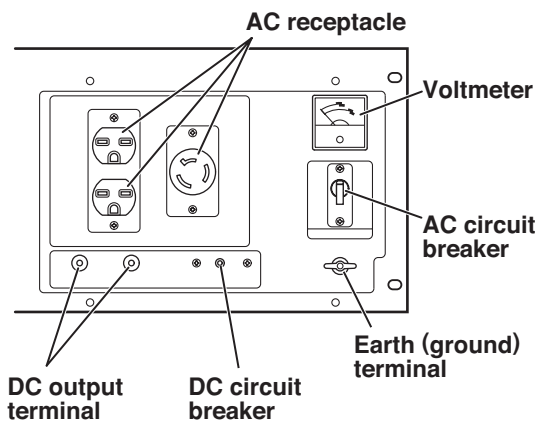 AC receptacle
Voltmeter
AC circuit
breaker
Earth (ground)
terminal
DC output
terminal
DC circuit
breaker